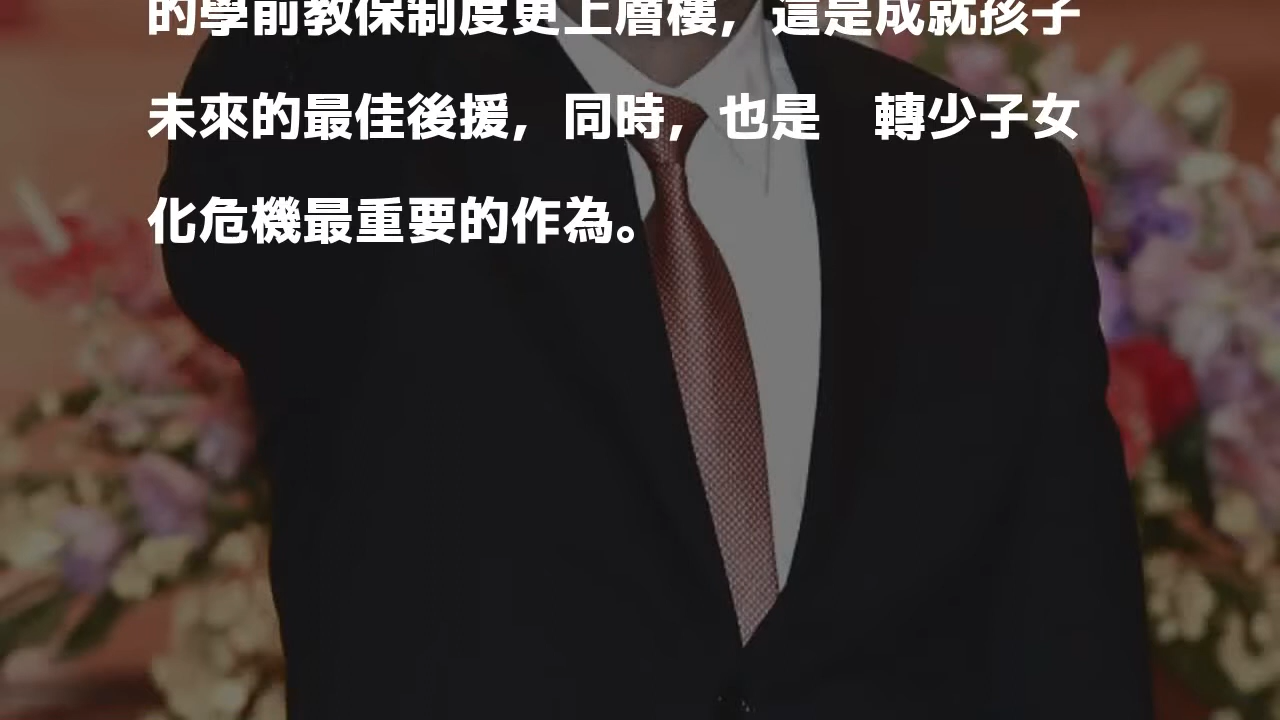 的學前教保制度更上層樓，這是成就孩子
未來的最佳後援，同時，也是　轉少子女
化危機最重要的作為。